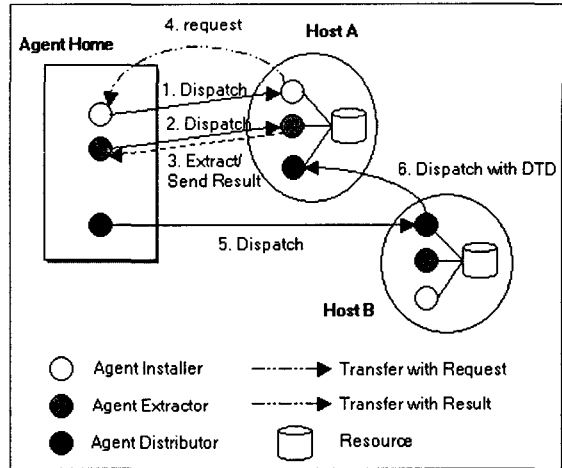 4. request
Host A
Agent Home
1. Dispatch
2. Dispatch
3. Extract/
Send Result
6. Dispatch with DTD
5. Dispatch
Host B
Agent Installer
Transfer with Request
Agent Extractor
Transfer with Result
Agent Distributor
Resource